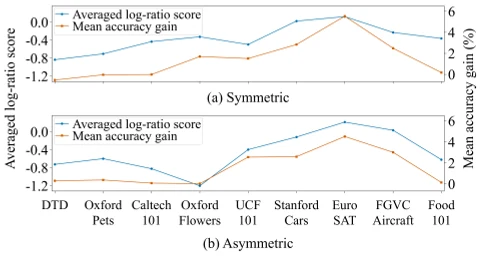 Averaged log-ratio score
Mean accuracy gain (%)
Averaged log-ratio score
Mean accuracy gain
0.0
-0.4
-0.8
-1.2
6
4
2
0
(a) Symmetric
Averaged log-ratio score
Mean accuracy gain
0.0
-0.4
-0.8
-1.2
6
4
2
0
DTD Oxford Caltech Oxford UCF Stanford Euro FGVC Food
Pets 101 Flowers 101 Cars SAT Aircraft 101
(b) Asymmetric